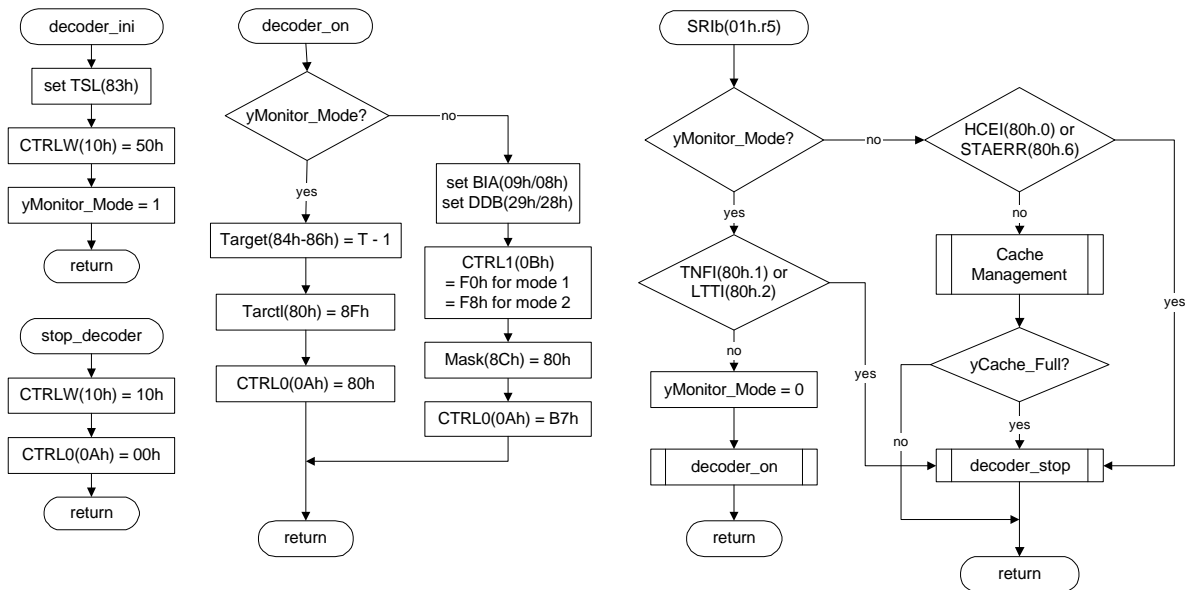 decoder_ini
set TSL(83h)
CTRLW(10h) = 50h
yMonitor_Mode = 1
return
stop_decoder
CTRLW(10h) = 10h
CTRL0(0Ah) = 00h
return
decoder_on
yMonitor_Mode?
no
yes
set BIA(09h/08h)
set DDB(29h/28h)
Target(84h-86h) = T - 1
CTRL1(0Bh)
= F0h for mode 1
= F8h for mode 2
Tarctl(80h) = 8Fh
Mask(8Ch) = 80h
CTRL0(0Ah) = 80h
CTRL0(0Ah) = B7h
return
SRIb(01h.r5)
yMonitor_Mode?
no
yes
TNFI(80h.1) or
LTTI(80h.2)
no
yes
yMonitor_Mode = 0
decoder_on
return
HCEI(80h.0) or
STAERR(80h.6)
no
yes
Cache
Management
yCache_Full?
yes
no
decoder_stop
return